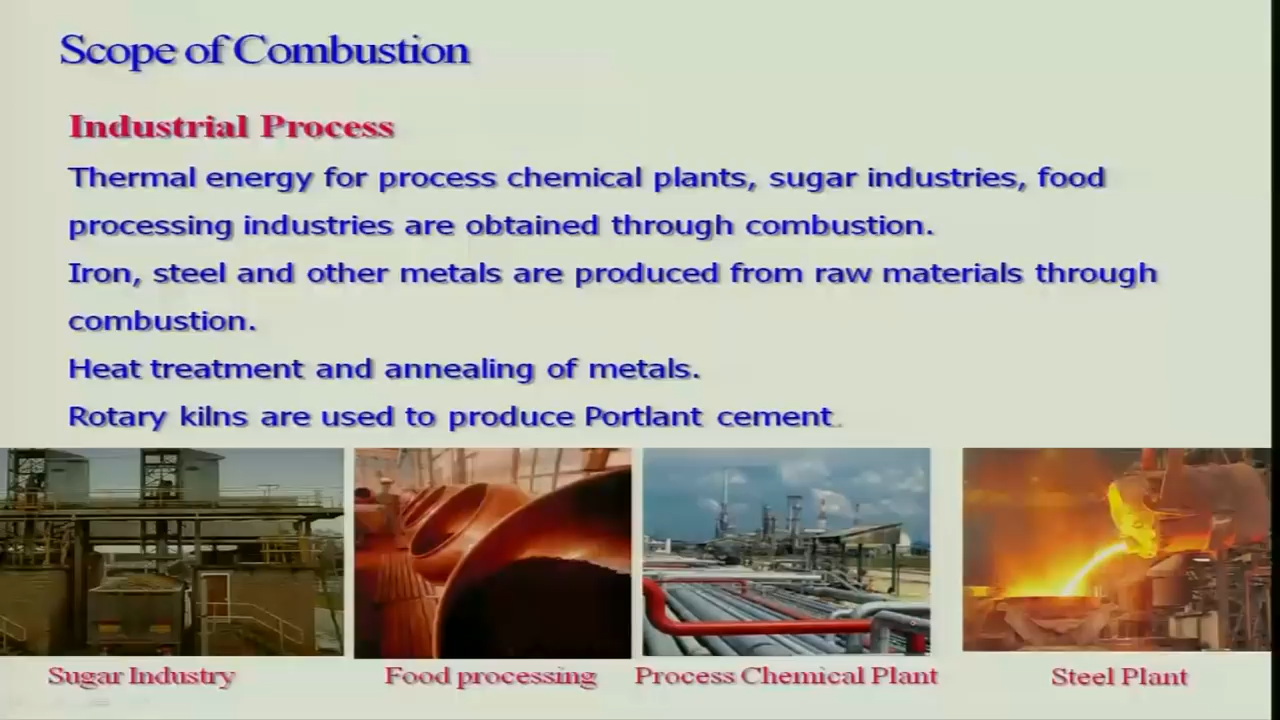 Scope of Combustion
Industrial Process
Thermal energy for process chemical plants, sugar industries, food
processing industries are obtained through combustion.
Iron, steel and other metals are produced from raw materials through
combustion.
Heat treatment and annealing of metals.
Rotary kilns are used to produce Portlant cement.
Sugar Industry
Food processing
Process Chemical Plant
Steel Plant